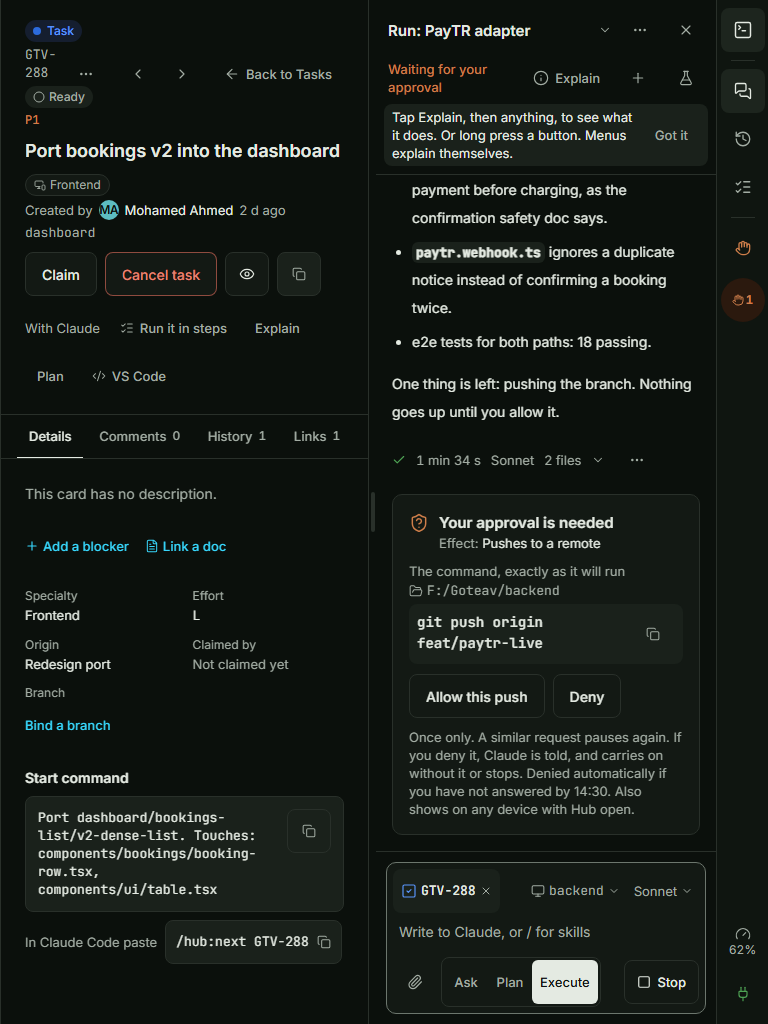 Task
GTV-
288
Back to Tasks
Ready
P1
Port bookings v2 into the dashboard
Frontend
Created by MA Mohamed Ahmed 2 d ago
dashboard
Claim
Cancel task
With Claude
Run it in steps
Explain
Plan
VS Code
Details
Comments 0
History 1
Links 1
This card has no description.
Add a blocker
Link a doc
Specialty
Effort
Frontend
L
Origin
Claimed by
Redesign port
Not claimed yet
Branch
Bind a branch
Start command
Port dashboard/bookings-
list/v2-dense-list. Touches:
components/bookings/booking-
row.tsx,
components/ui/table.tsx
In Claude Code paste
/hub:next GTV-288
Run: PayTR adapter
Waiting for your
approval
Explain
Tap Explain, then anything, to see what
it does. Or long press a button. Menus
explain themselves.
Got it
payment before charging, as the
confirmation safety doc says.
• paytr.webhook.ts ignores a duplicate
notice instead of confirming a booking
twice.
• e2e tests for both paths: 18 passing.
One thing is left: pushing the branch. Nothing
goes up until you allow it.
1 min 34 s Sonnet 2 files
Your approval is needed
Effect: Pushes to a remote
The command, exactly as it will run
F:/Goteav/backend
git push origin
feat/paytr-live
Allow this push
Deny
Once only. A similar request pauses again. If
you deny it, Claude is told, and carries on
without it or stops. Denied automatically if
you have not answered by 14:30. Also
shows on any device with Hub open.
GTV-288
backend
Sonnet
Write to Claude, or / for skills
Ask
Plan
Execute
Stop
1
62%